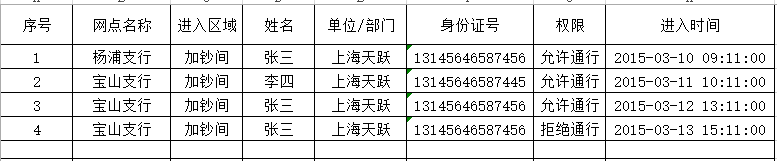 序号 网点名称 进入区域 姓名 单位/部门 身份证号 权限 进入时间
1 杨浦支行 加钞间 张三 上海天跃 13145646587456 允许通行 2015-03-10 09:11:00
2 宝山支行 加钞间 李四 上海天跃 13145646587445 允许通行 2015-03-11 10:11:00
3 宝山支行 加钞间 张三 上海天跃 13145646587456 允许通行 2015-03-12 13:11:00
4 宝山支行 加钞间 张三 上海天跃 13145646587456 拒绝通行 2015-03-13 15:11:00